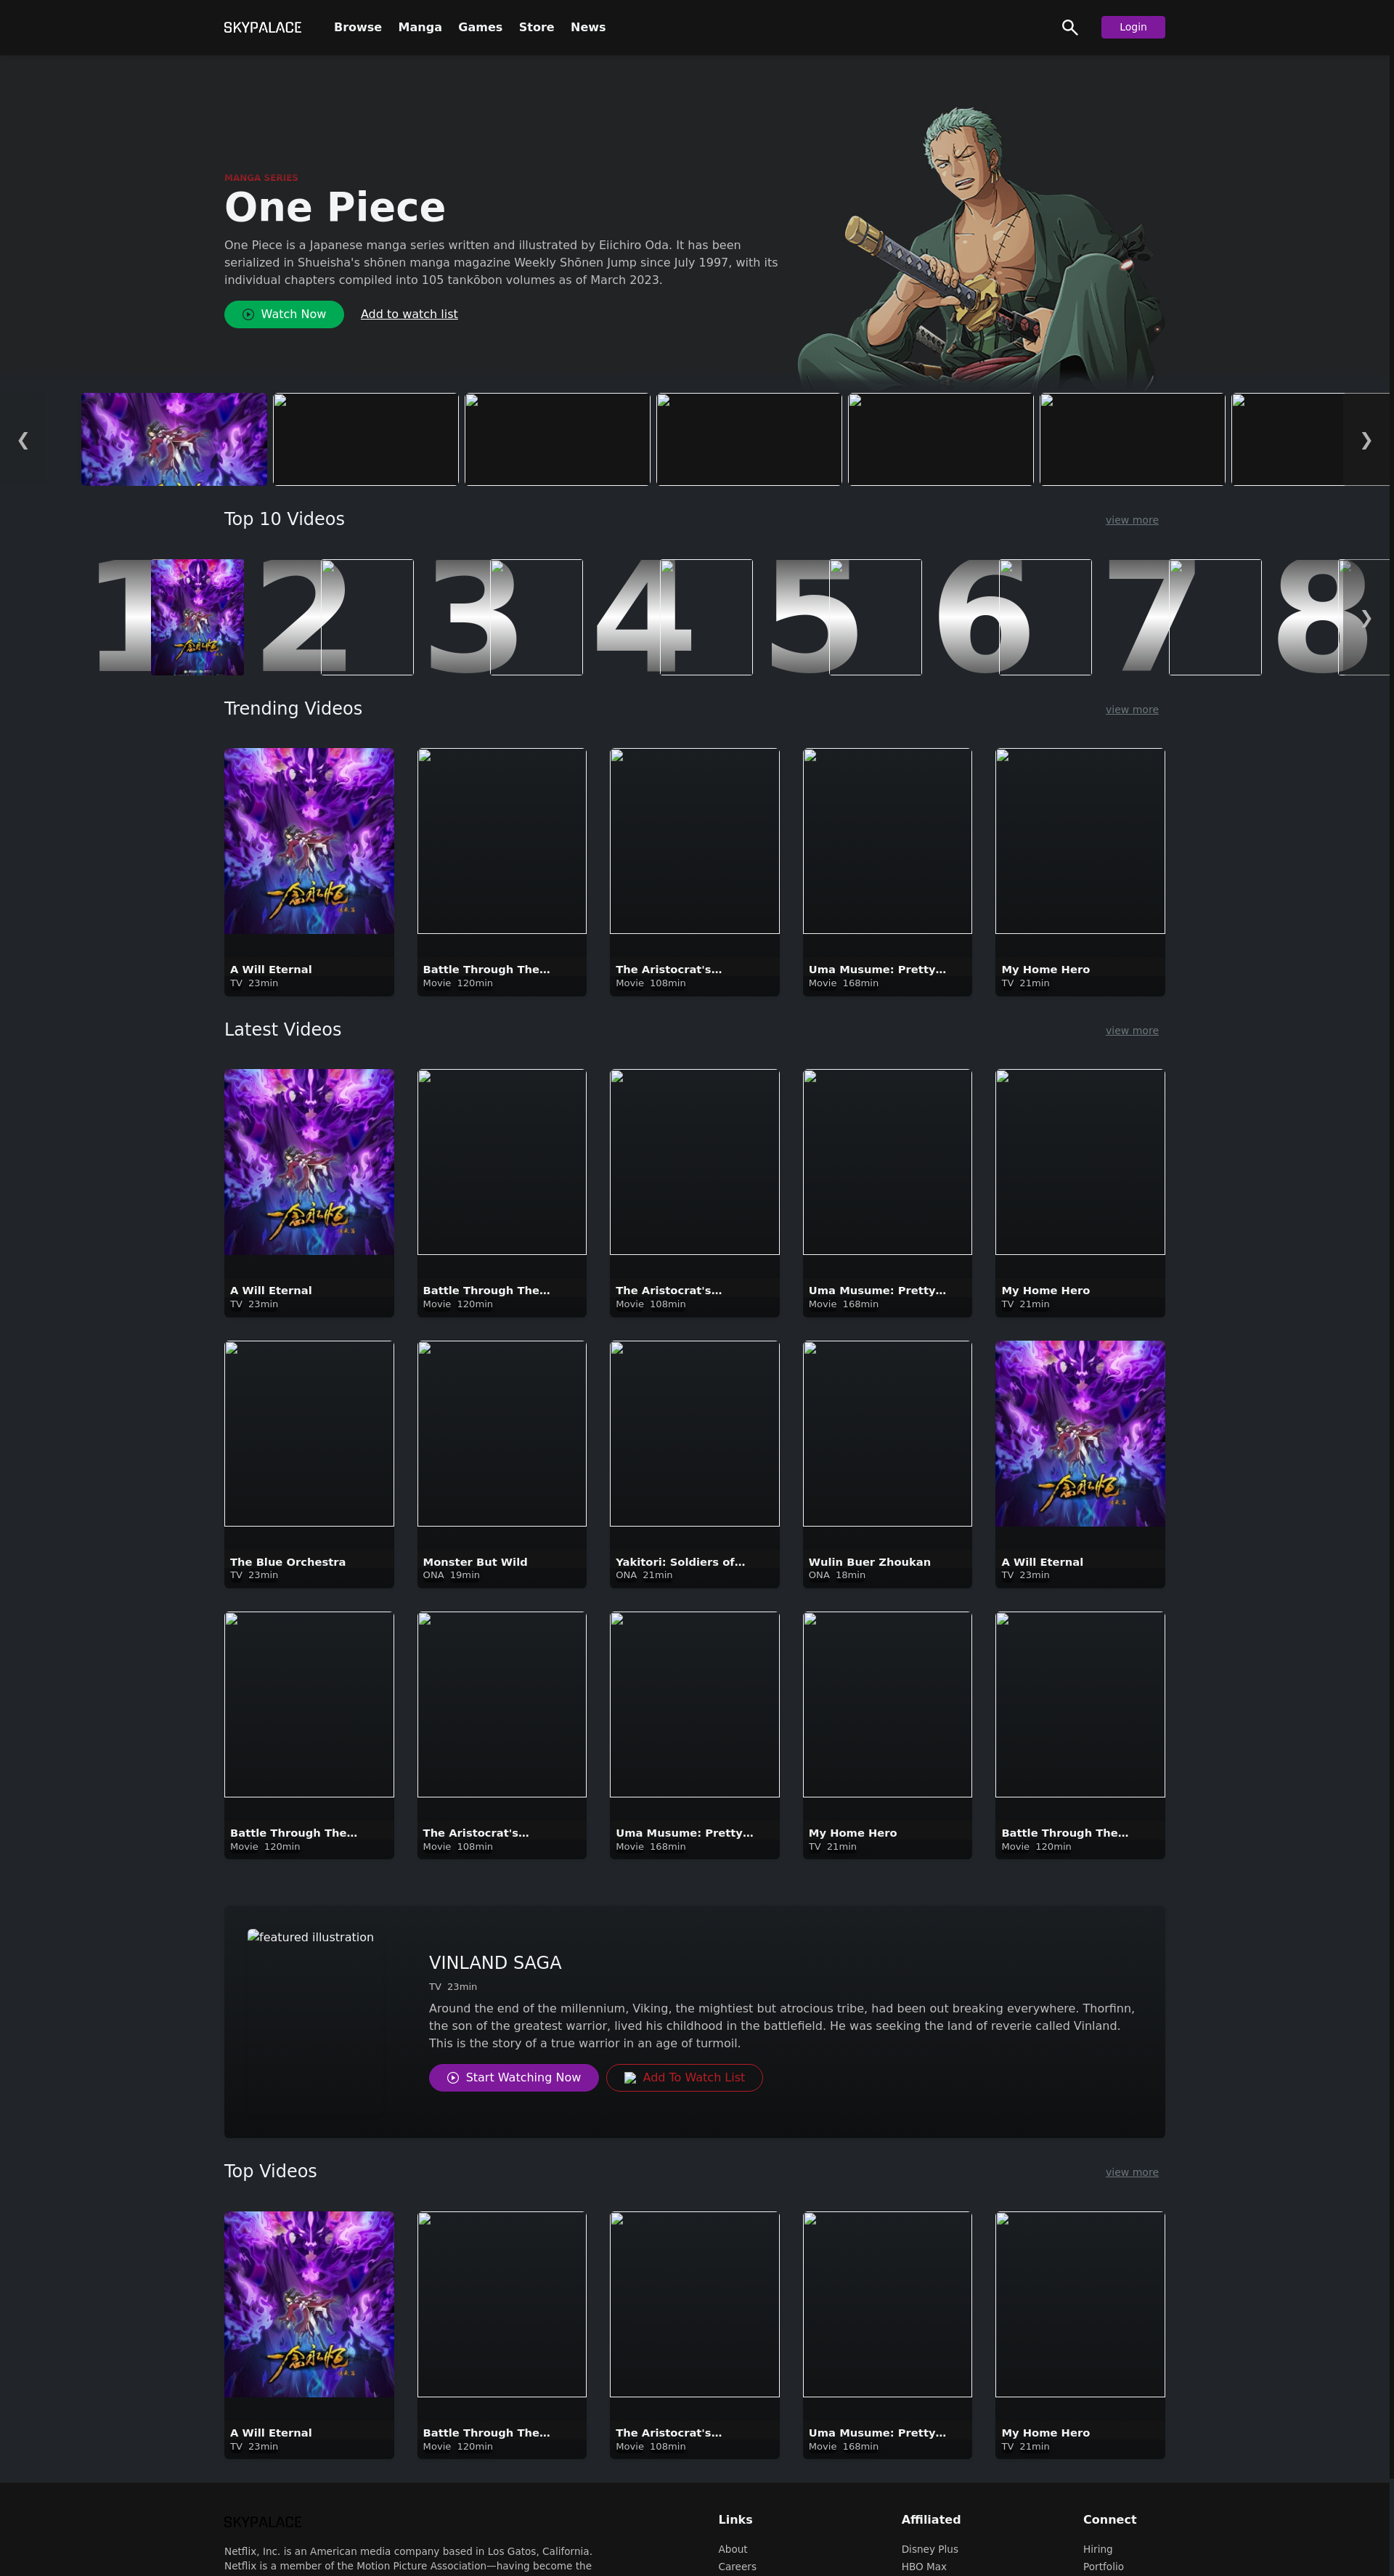 SKYPALACE Browse Manga Games Store News Login
MANGA SERIES
One Piece
One Piece is a Japanese manga series written and illustrated by Eiichiro Oda. It has been
serialized in Shueisha's shōnen manga magazine Weekly Shōnen Jump since July 1997, with its
individual chapters compiled into 105 tankōbon volumes as of March 2023.
Watch Now Add to watch list
❮ ❯
Top 10 Videos view more
1 2 3 4 5 6 7 8 ❯
Trending Videos view more
A Will Eternal
TV 23min
Battle Through The...
Movie 120min
The Aristocrat's...
Movie 108min
Uma Musume: Pretty...
Movie 168min
My Home Hero
TV 21min
Latest Videos view more
A Will Eternal
TV 23min
Battle Through The...
Movie 120min
The Aristocrat's...
Movie 108min
Uma Musume: Pretty...
Movie 168min
My Home Hero
TV 21min
The Blue Orchestra
TV 23min
Monster But Wild
ONA 19min
Yakitori: Soldiers of...
ONA 21min
Wulin Buer Zhoukan
ONA 18min
A Will Eternal
TV 23min
Battle Through The...
Movie 120min
The Aristocrat's...
Movie 108min
Uma Musume: Pretty...
Movie 168min
My Home Hero
TV 21min
Battle Through The...
Movie 120min
featured illustration
VINLAND SAGA
TV 23min
Around the end of the millennium, Viking, the mightiest but atrocious tribe, had been out breaking everywhere. Thorfinn,
the son of the greatest warrior, lived his childhood in the battlefield. He was seeking the land of reverie called Vinland.
This is the story of a true warrior in an age of turmoil.
Start Watching Now Add To Watch List
Top Videos view more
A Will Eternal
TV 23min
Battle Through The...
Movie 120min
The Aristocrat's...
Movie 108min
Uma Musume: Pretty...
Movie 168min
My Home Hero
TV 21min
SKYPALACE
Netflix, Inc. is an American media company based in Los Gatos, California.
Netflix is a member of the Motion Picture Association—having become the
Links
About
Careers
Affiliated
Disney Plus
HBO Max
Connect
Hiring
Portfolio